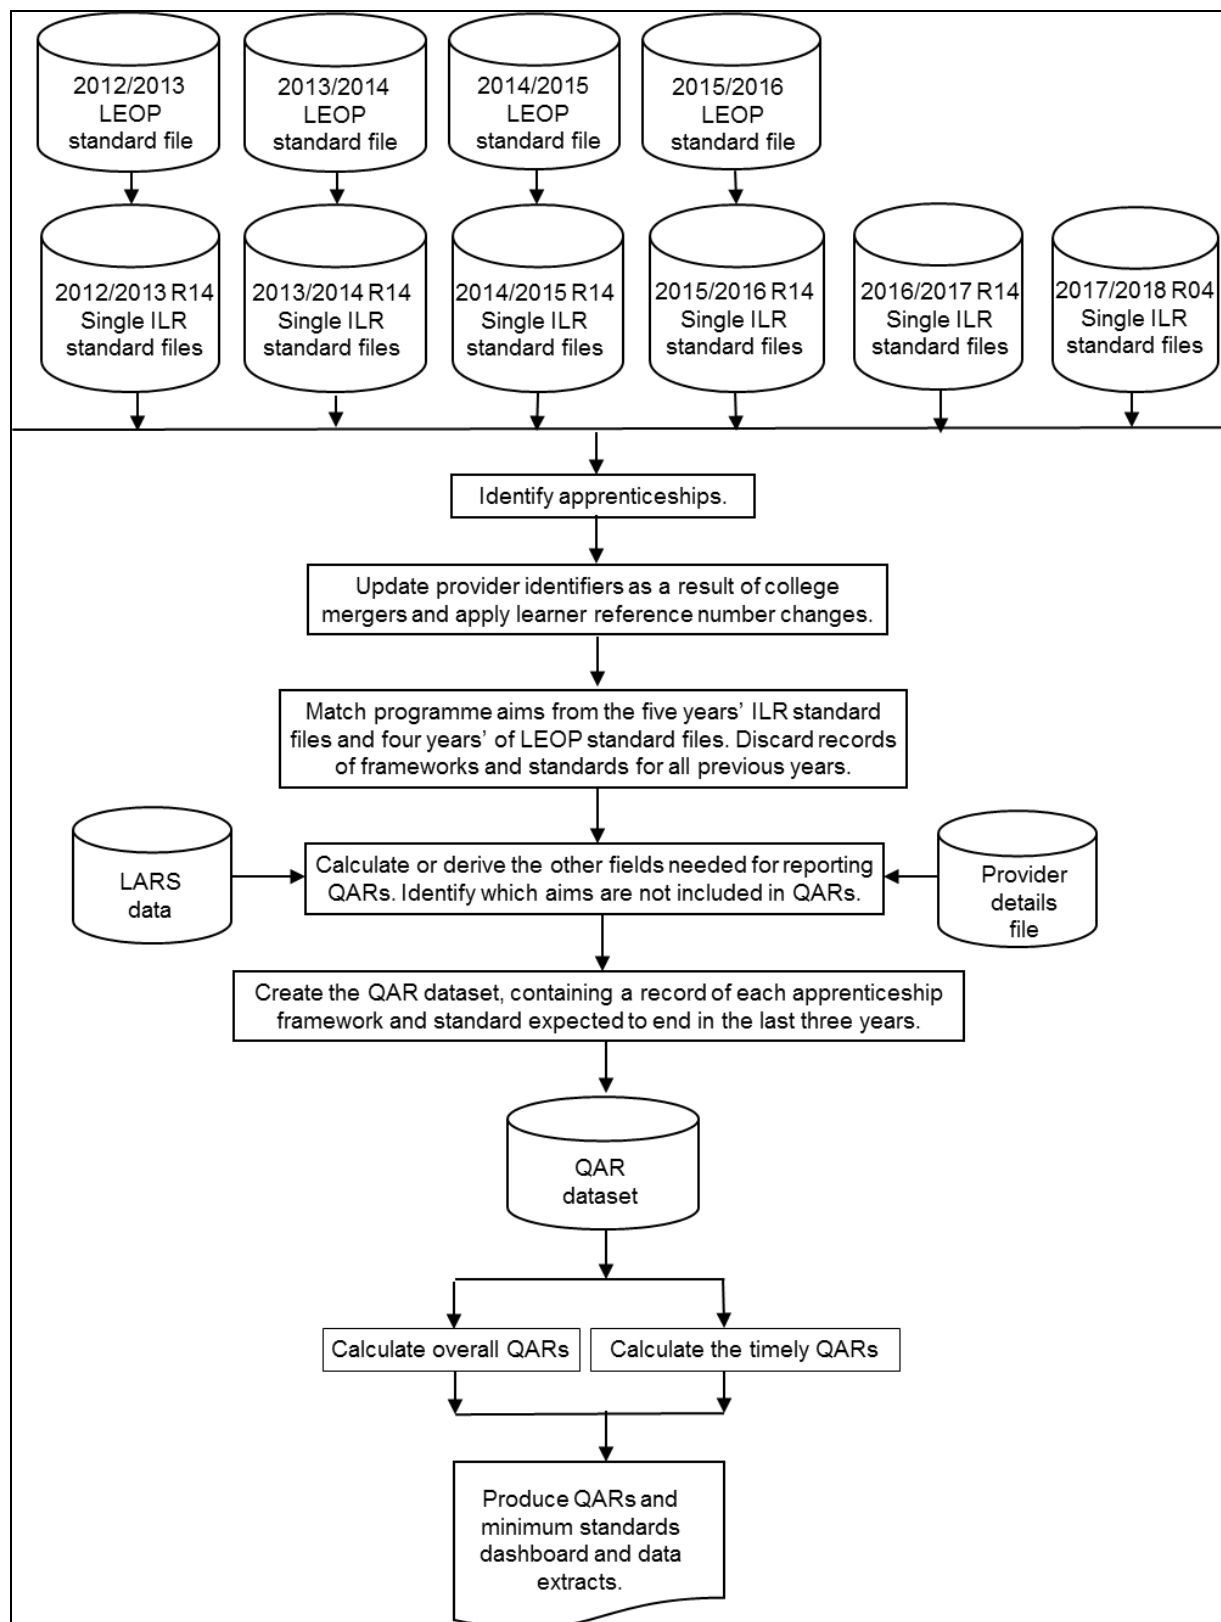 2012/2013
LEOP
standard file
2013/2014
LEOP
standard file
2014/2015
LEOP
standard file
2015/2016
LEOP
standard file
2012/2013 R14
Single ILR
standard files
2013/2014 R14
Single ILR
standard files
2014/2015 R14
Single ILR
standard files
2015/2016 R14
Single ILR
standard files
2016/2017 R14
Single ILR
standard files
2017/2018 R04
Single ILR
standard files
Identify apprenticeships.
Update provider identifiers as a result of college
mergers and apply learner reference number changes.
Match programme aims from the five years’ ILR standard
files and four years’ of LEOP standard files. Discard records
of frameworks and standards for all previous years.
LARS
data
Calculate or derive the other fields needed for reporting
QARs. Identify which aims are not included in QARs.
Provider
details
file
Create the QAR dataset, containing a record of each apprenticeship
framework and standard expected to end in the last three years.
QAR
dataset
Calculate overall QARs
Calculate the timely QARs
Produce QARs and
minimum standards
dashboard and data
extracts.